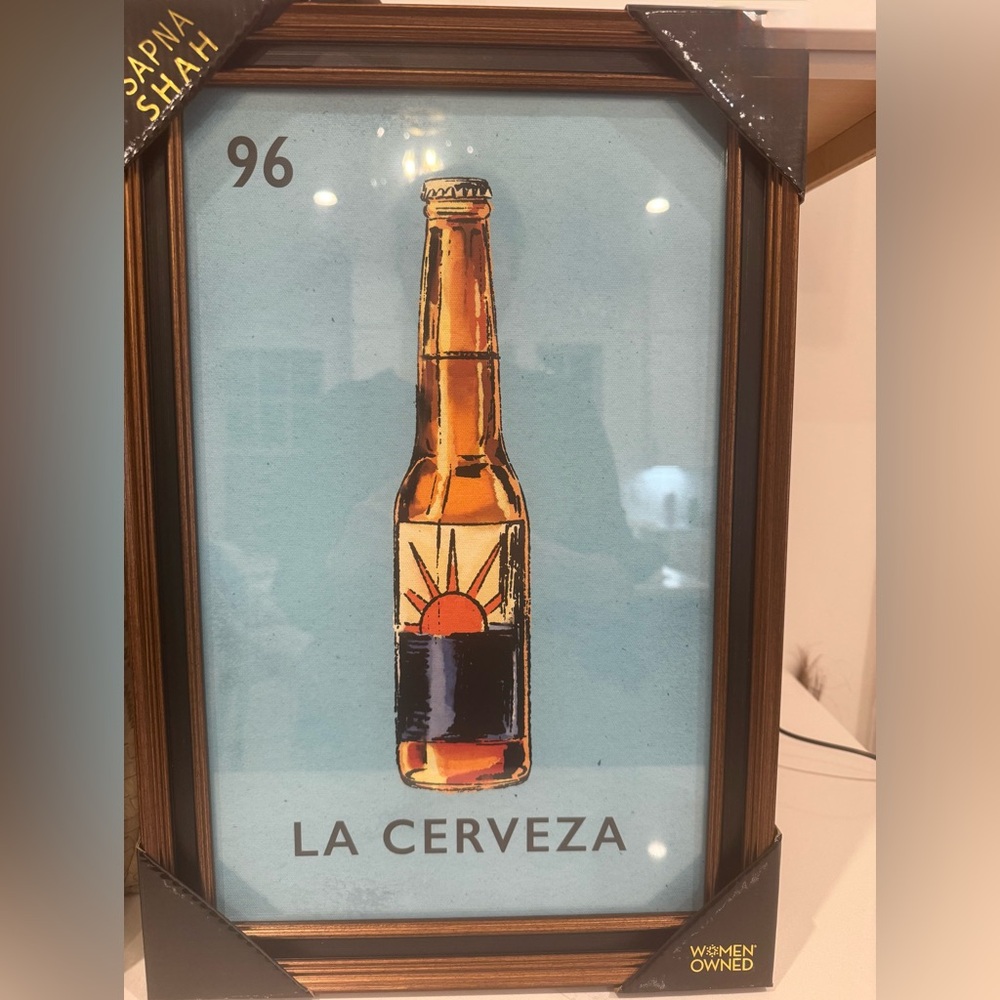 SAPNA
SHAH
96
LA CERVEZA
WOMEN
OWNED